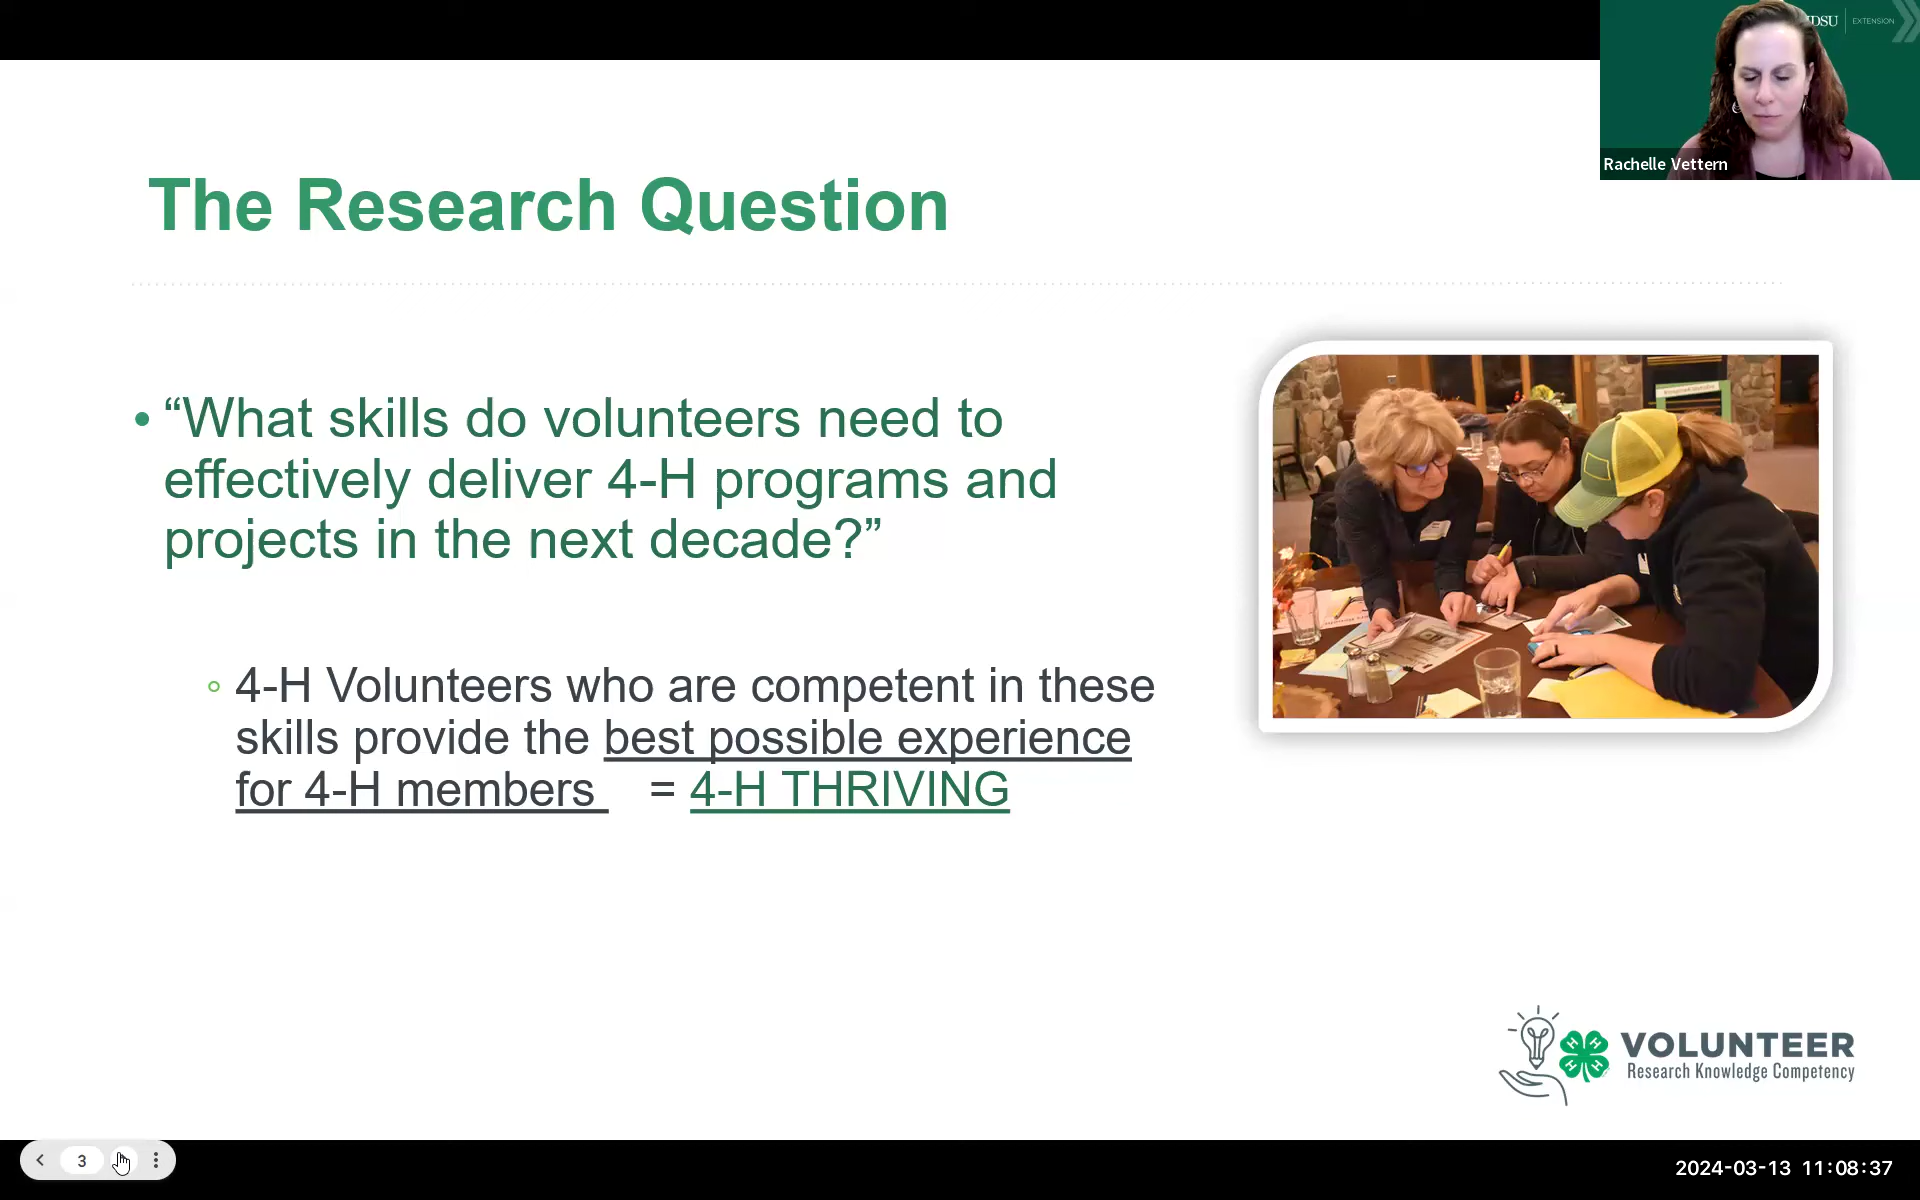 DSU | EXTENSION
Rachelle Vettern
The Research Question
• “What skills do volunteers need to
effectively deliver 4-H programs and
projects in the next decade?”
◦ 4-H Volunteers who are competent in these
skills provide the best possible experience
for 4-H members = 4-H THRIVING
H H
H H
VOLUNTEER
Research Knowledge Competency
3
2024-03-13 11:08:37